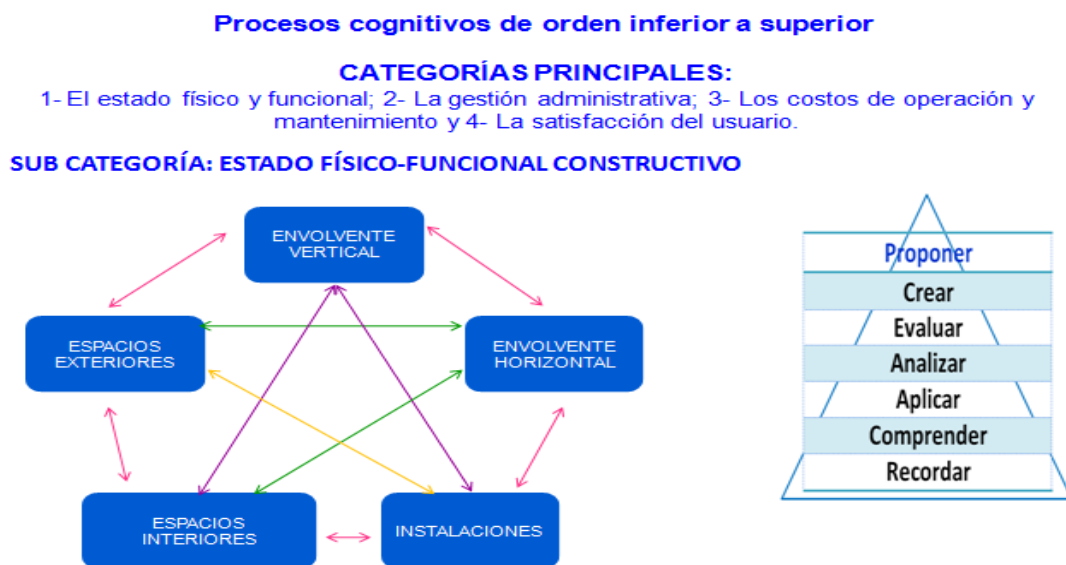 Procesos cognitivos de orden inferior a superior
CATEGORÍAS PRINCIPALES:
1- El estado físico y funcional; 2- La gestión administrativa; 3- Los costos de operación y
mantenimiento y 4- La satisfacción del usuario.
SUB CATEGORÍA: ESTADO FÍSICO-FUNCIONAL CONSTRUCTIVO
ENVOLVENTE
VERTICAL
ESPACIOS
EXTERIORES
ENVOLVENTE
HORIZONTAL
ESPACIOS
INTERIORES
INSTALACIONES
Proponer
Crear
Evaluar
Analizar
Aplicar
Comprender
Recordar